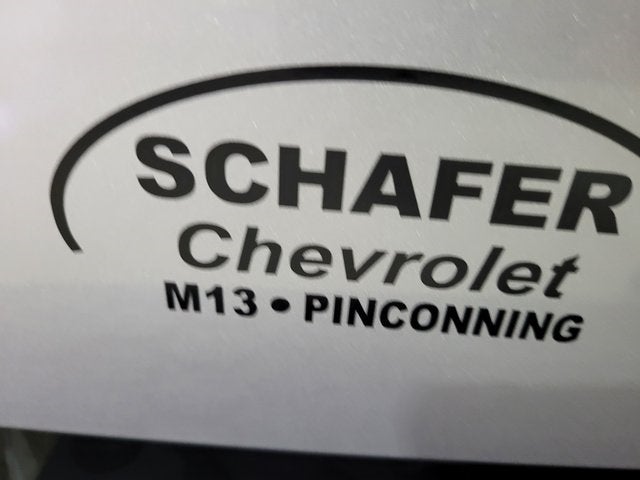 SCHAFER
Chevrolet
M13 • PINCONNING